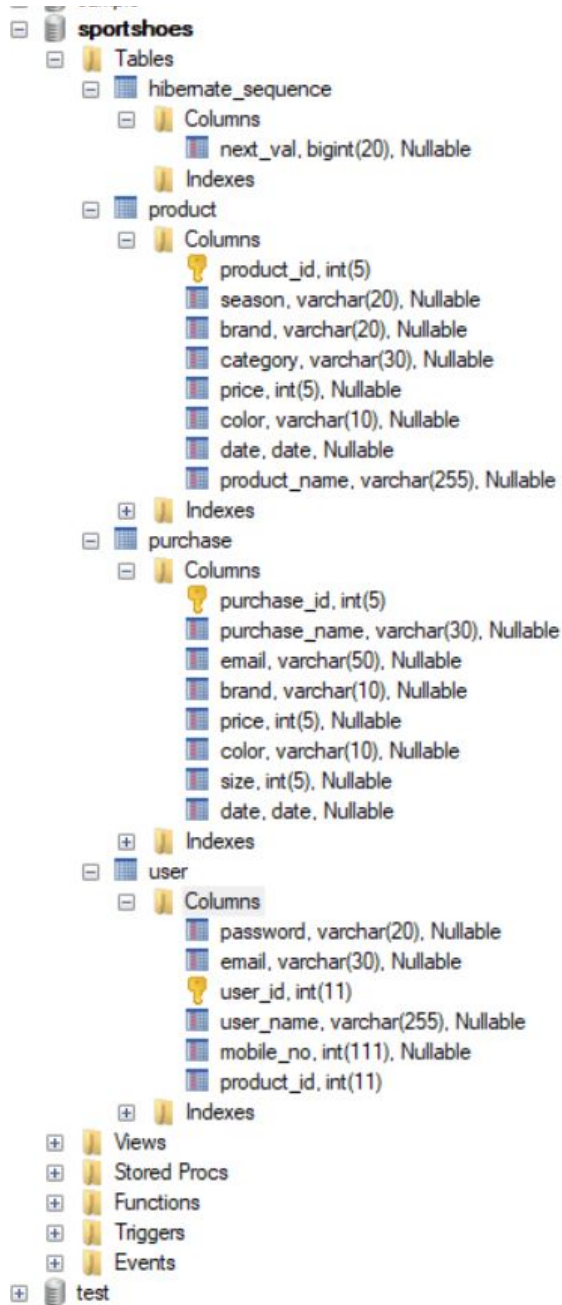 sportshoes
Tables
hibernate_sequence
Columns
next_val, bigint(20), Nullable
Indexes
product
Columns
product_id, int(5)
season, varchar(20), Nullable
brand, varchar(20), Nullable
category, varchar(30), Nullable
price, int(5), Nullable
color, varchar(10), Nullable
date, date, Nullable
product_name, varchar(255), Nullable
Indexes
purchase
Columns
purchase_id, int(5)
purchase_name, varchar(30), Nullable
email, varchar(50), Nullable
brand, varchar(10), Nullable
price, int(5), Nullable
color, varchar(10), Nullable
size, int(5), Nullable
date, date, Nullable
Indexes
user
Columns
password, varchar(20), Nullable
email, varchar(30), Nullable
user_id, int(11)
user_name, varchar(255), Nullable
mobile_no, int(111), Nullable
product_id, int(11)
Indexes
Views
Stored Procs
Functions
Triggers
Events
test